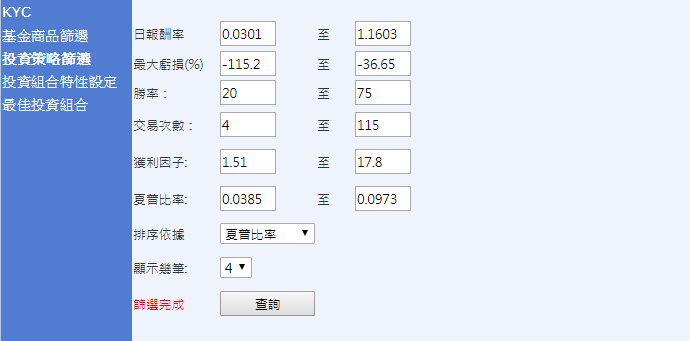 KYC
基金商品篩選
投資策略篩選
投資組合特性設定
最佳投資組合
日報酬率 0.0301 至 1.1603
最大虧損(%) -115.2 至 -36.65
勝率： 20 至 75
交易次數： 4 至 115
獲利因子: 1.51 至 17.8
夏普比率: 0.0385 至 0.0973
排序依據 夏普比率
顯示幾筆: 4
篩選完成 查詢